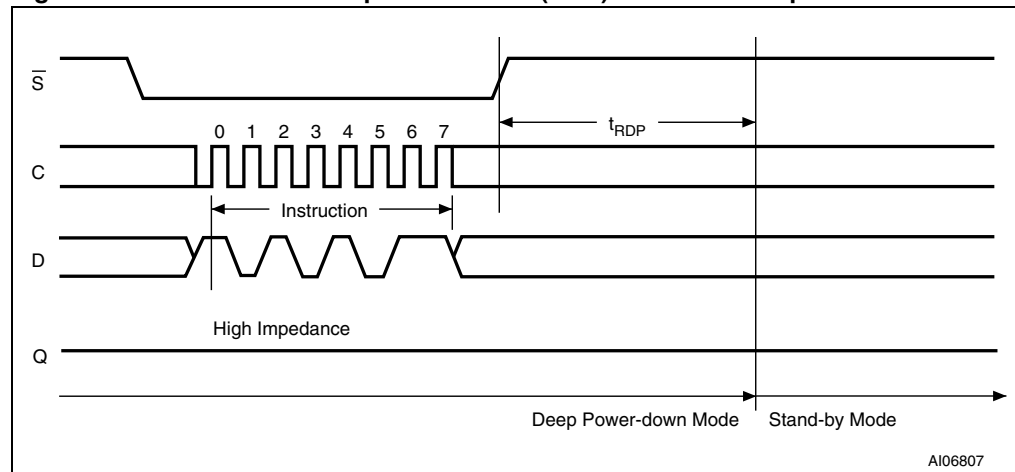 S
tRDP
0 1 2 3 4 5 6 7
C
Instruction
D
High Impedance
Q
Deep Power-down Mode
Stand-by Mode
AI06807